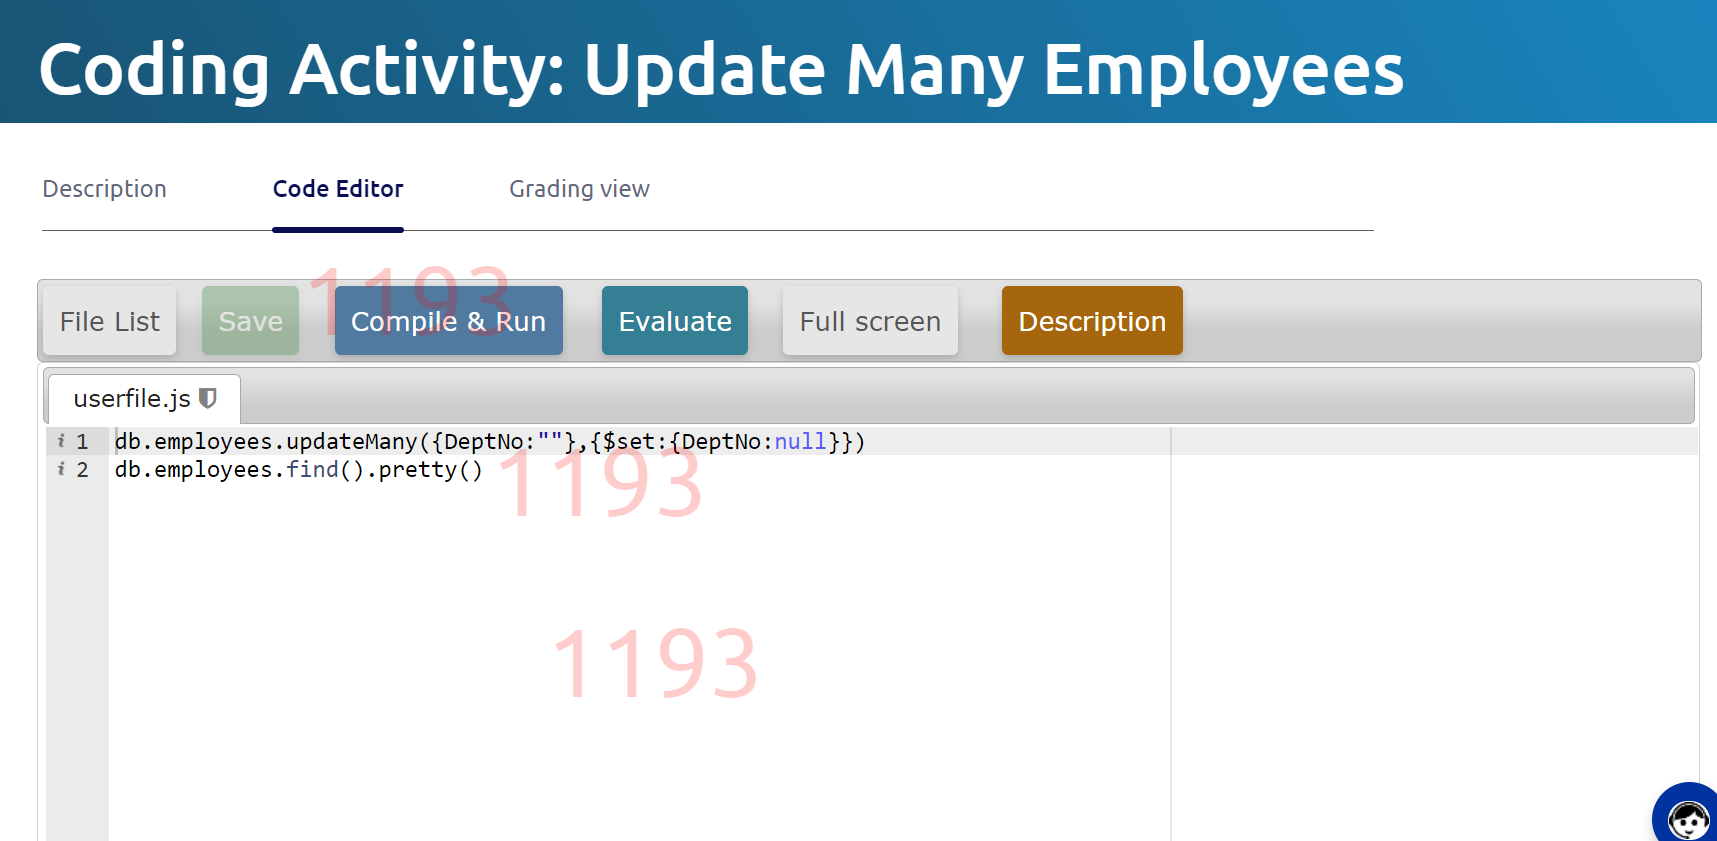 Coding Activity: Update Many Employees
Description Code Editor Grading view
File List Save Compile & Run Evaluate Full screen Description
1193
userfile.js
i 1 db.employees.updateMany({DeptNo:""},{$set:{DeptNo:null}})
i 2 db.employees.find().pretty()
1193
1193